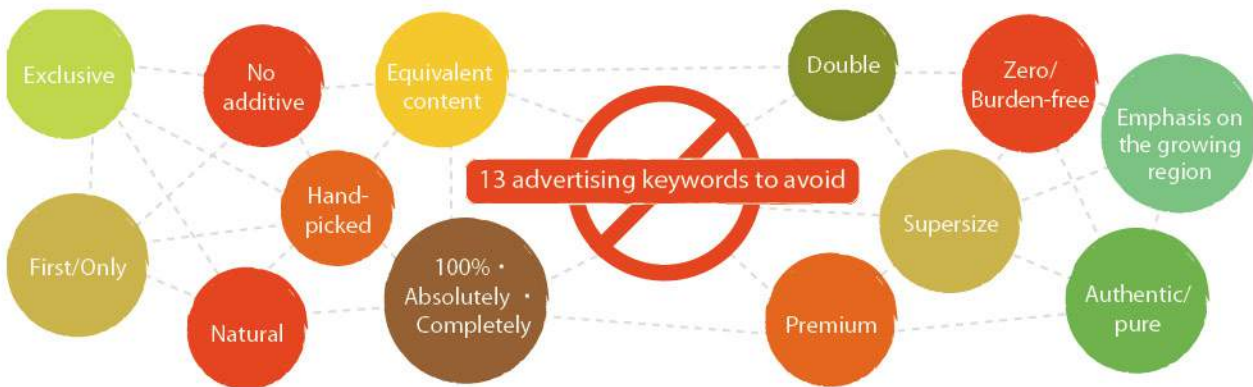 Exclusive
No
additive
Equivalent
content
Double
Zero/
Burden-free
Emphasis on
the growing
region
13 advertising keywords to avoid
Hand-
picked
Supersize
First/Only
100%・
Absolutely・
Completely
Natural
Premium
Authentic/
pure